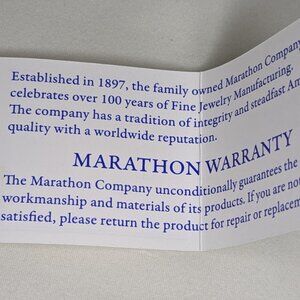 Established in 1897, the family owned Marathon Company
celebrates over 100 years of Fine Jewelry Manufacturing.
The company has a tradition of integrity and steadfast
quality with a worldwide reputation.
MARATHON WARRANTY
The Marathon Company unconditionally guarantees the
workmanship and materials of its products. If you are not
satisfied, please return the product for repair or